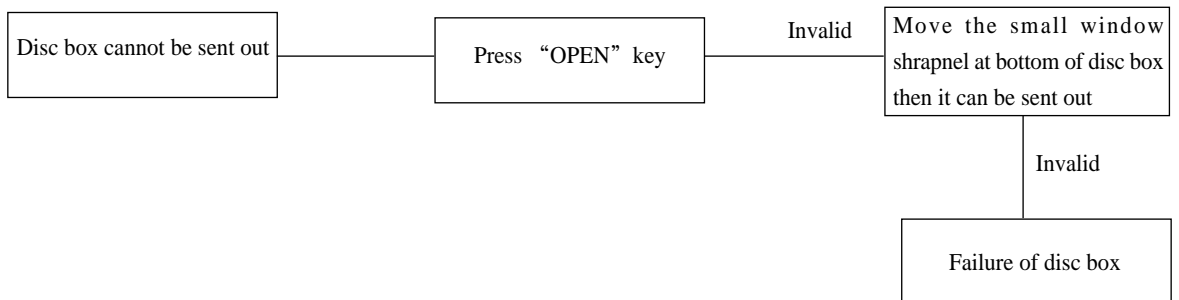 Disc box cannot be sent out
Press “OPEN” key
Invalid
Move the small window
shrapnel at bottom of disc box
then it can be sent out
Invalid
Failure of disc box